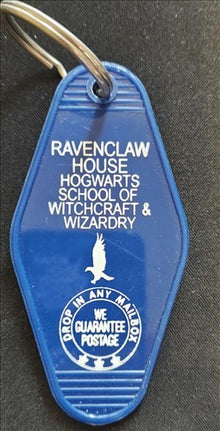 RAVENCLAW
HOUSE
HOGWARTS
SCHOOL OF
WITCHCRAFT &
WIZARDRY
DROP IN ANY MAILBOX
WE
GUARANTEE
POSTAGE